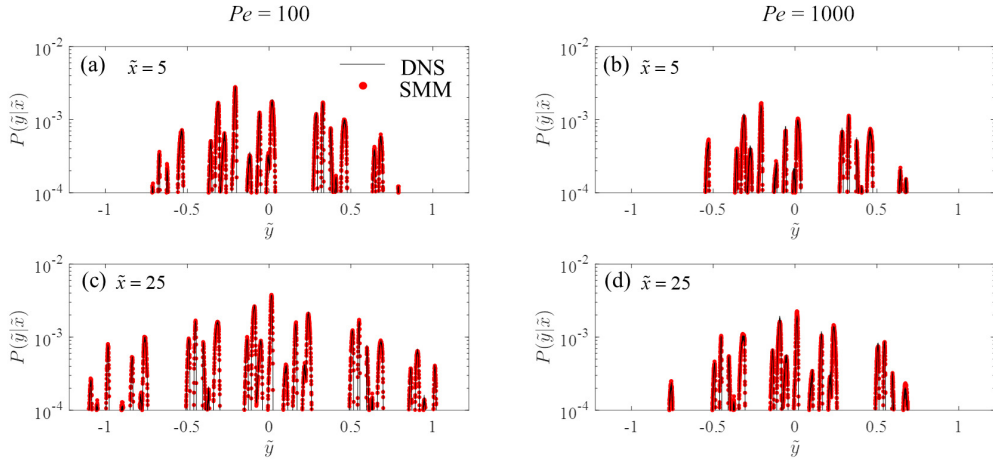 Pe = 100
Pe = 1000
(a) x̃ = 5
DNS
SMM
10⁻²
10⁻³
10⁻⁴
P(ỹ|x̃)
-1 -0.5 0 0.5 1
ỹ
(b) x̃ = 5
10⁻²
10⁻³
10⁻⁴
P(ỹ|x̃)
-1 -0.5 0 0.5 1
ỹ
(c) x̃ = 25
10⁻²
10⁻³
10⁻⁴
P(ỹ|x̃)
-1 -0.5 0 0.5 1
ỹ
(d) x̃ = 25
10⁻²
10⁻³
10⁻⁴
P(ỹ|x̃)
-1 -0.5 0 0.5 1
ỹ